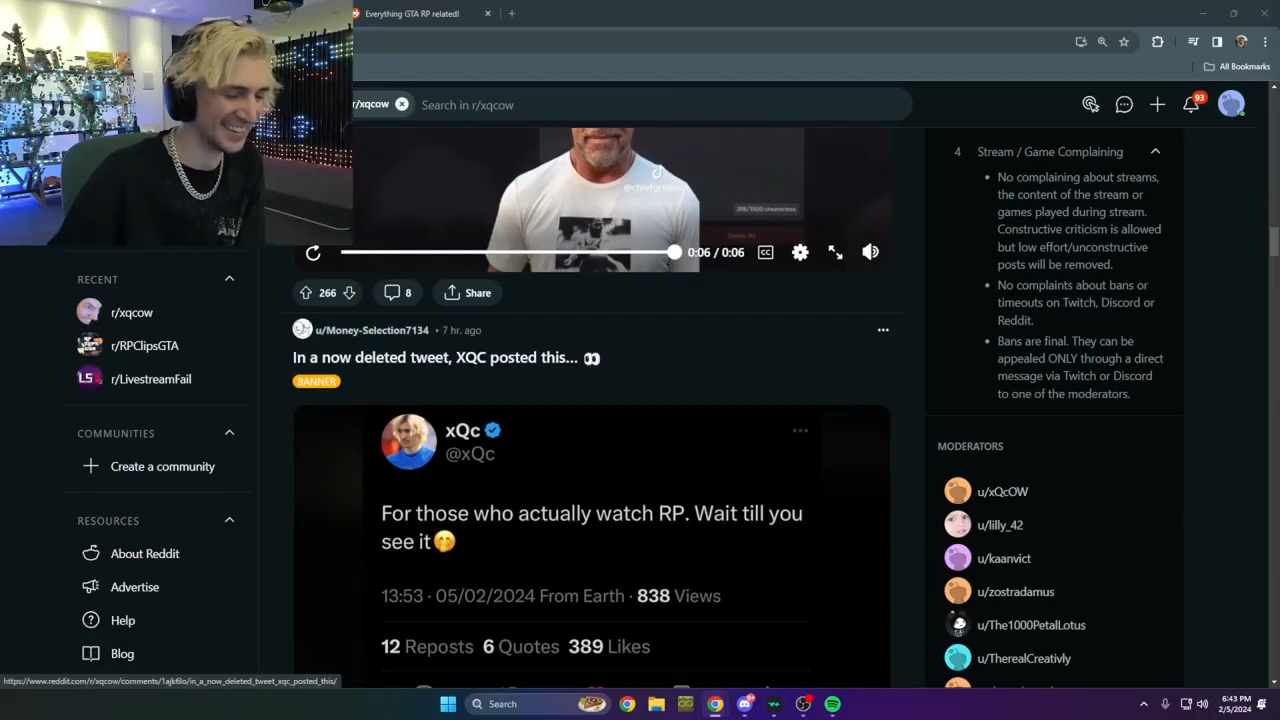 Everything GTA RP related!
All Bookmarks
r/xqcow
Search in r/xqcow
93
@chiefgreens
398/1500 characters
0:06 / 0:06
CC
266
8
Share
RECENT
r/xqcow
r/RPClipsGTA
LS
r/LivestreamFail
COMMUNITIES
Create a community
RESOURCES
About Reddit
Advertise
Help
Blog
u/Money-Selection7134 • 7 hr. ago
In a now deleted tweet, XQC posted this... 👀
BANNER
xQc
@xQc
For those who actually watch RP. Wait till you
see it🤭
13:53 · 05/02/2024 From Earth · 838 Views
12 Reposts 6 Quotes 389 Likes
4 Stream / Game Complaining
• No complaining about streams,
the content of the stream or
games played during stream.
Constructive criticism is allowed
but low effort/unconstructive
posts will be removed.
• No complaints about bans or
timeouts on Twitch, Discord or
Reddit.
• Bans are final. They can be
appealed ONLY through a direct
message via Twitch or Discord
to one of the moderators.
MODERATORS
u/xQcOW
u/lilly_42
u/kaanvict
u/zostradamus
u/The1000PetalLotus
u/TherealCreativly
https://www.reddit.com/r/xqcow/comments/1ajk6lo/in_a_now_deleted_tweet_xqc_posted_this/
Search
6:43 PM
2/5/2024